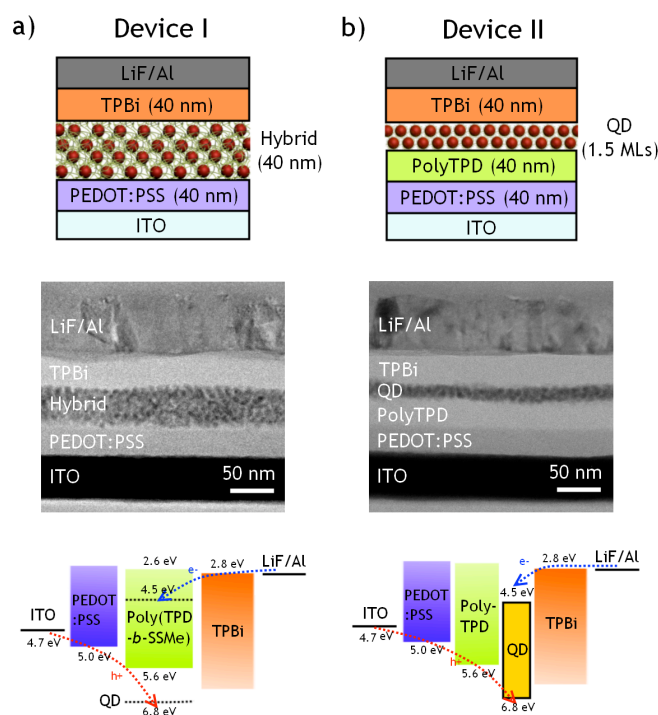 a)
Device I
LiF/Al
TPBi (40 nm)
Hybrid
(40 nm)
PEDOT:PSS (40 nm)
ITO
b)
Device II
LiF/Al
TPBi (40 nm)
QD
(1.5 MLs)
PolyTPD (40 nm)
PEDOT:PSS (40 nm)
ITO
LiF/Al
TPBi
Hybrid
PEDOT:PSS
ITO
50 nm
LiF/Al
TPBi
QD
PolyTPD
PEDOT:PSS
ITO
50 nm
2.6 eV
e-
2.8 eV
LiF/Al
4.5 eV
PEDOT
:PSS
ITO
4.7 eV
Poly(TPD
-b-SSMe)
TPBi
5.0 eV
h+
5.6 eV
QD
6.8 eV
e-
2.8 eV
LiF/Al
4.5 eV
PEDOT
:PSS
ITO
4.7 eV
Poly-
TPD
QD
TPBi
5.0 eV
h+
5.6 eV
6.8 eV